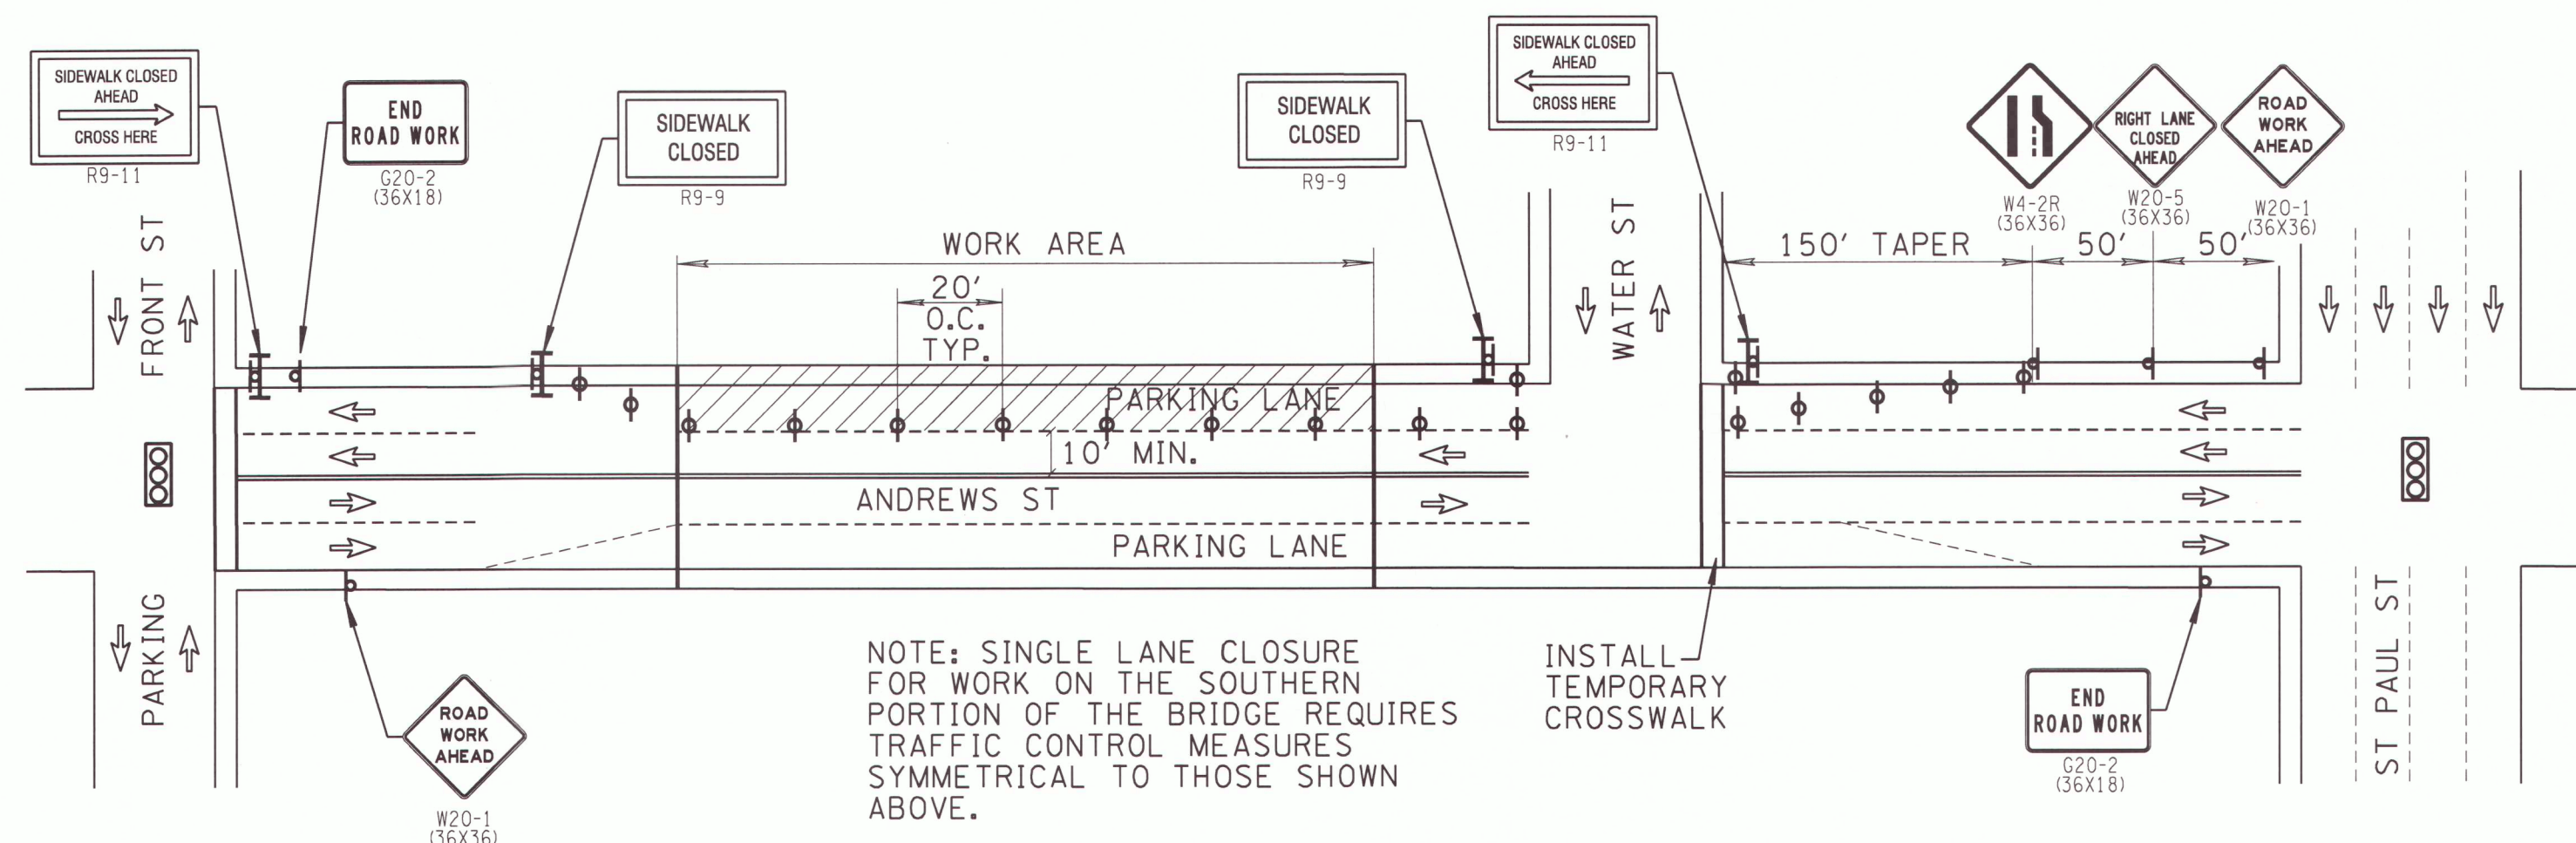 SIDEWALK CLOSED
AHEAD
CROSS HERE
R9-11
END
ROAD WORK
G20-2
(36X18)
SIDEWALK
CLOSED
R9-9
SIDEWALK
CLOSED
R9-9
SIDEWALK CLOSED
AHEAD
CROSS HERE
R9-11
W4-2R
(36X36)
RIGHT LANE
CLOSED
AHEAD
W20-5
(36X36)
ROAD
WORK
AHEAD
W20-1
(36X36)
FRONT ST
WORK AREA
20'
O.C.
TYP.
WATER ST
150' TAPER
50'
50'
PARKING LANE
10' MIN.
ANDREWS ST
PARKING LANE
PARKING
ROAD
WORK
AHEAD
W20-1
(36X36)
NOTE: SINGLE LANE CLOSURE
FOR WORK ON THE SOUTHERN
PORTION OF THE BRIDGE REQUIRES
TRAFFIC CONTROL MEASURES
SYMMETRICAL TO THOSE SHOWN
ABOVE.
INSTALL
TEMPORARY
CROSSWALK
END
ROAD WORK
G20-2
(36X18)
ST PAUL ST